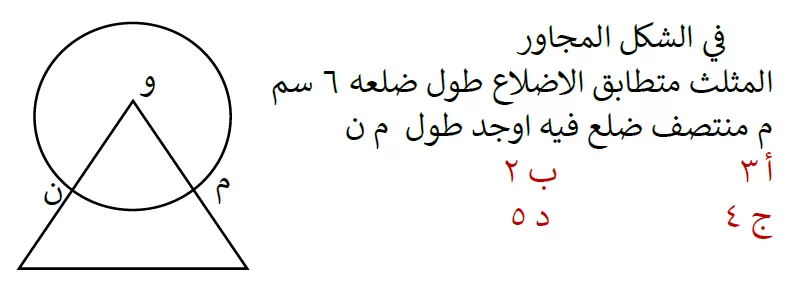 في الشكل المجاور
المثلث متطابق الاضلاع طول ضلعه ٦ سم
م منتصف ضلع فيه اوجد طول م ن
أ ٣ ب ٢
ج ٤ د ٥
و
ن
م